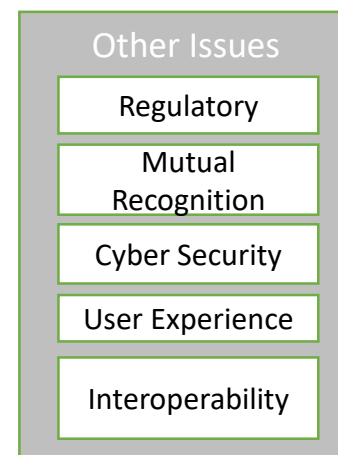 Other Issues
Regulatory
Mutual
Recognition
Cyber Security
User Experience
Interoperability